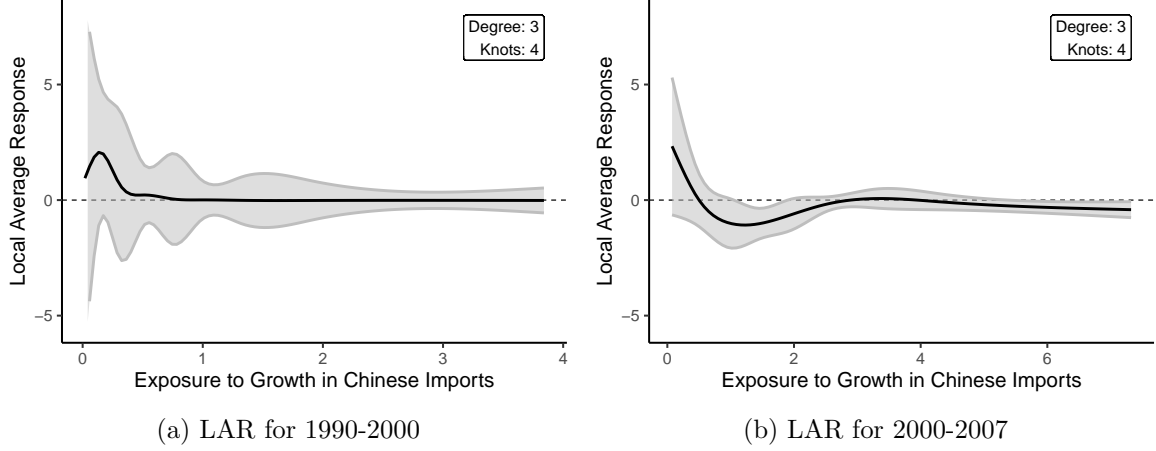 Degree: 3
Knots: 4
5
0
−5
Local Average Response
0
1
2
3
4
Exposure to Growth in Chinese Imports
(a) LAR for 1990-2000
Degree: 3
Knots: 4
5
0
−5
Local Average Response
0
2
4
6
Exposure to Growth in Chinese Imports
(b) LAR for 2000-2007